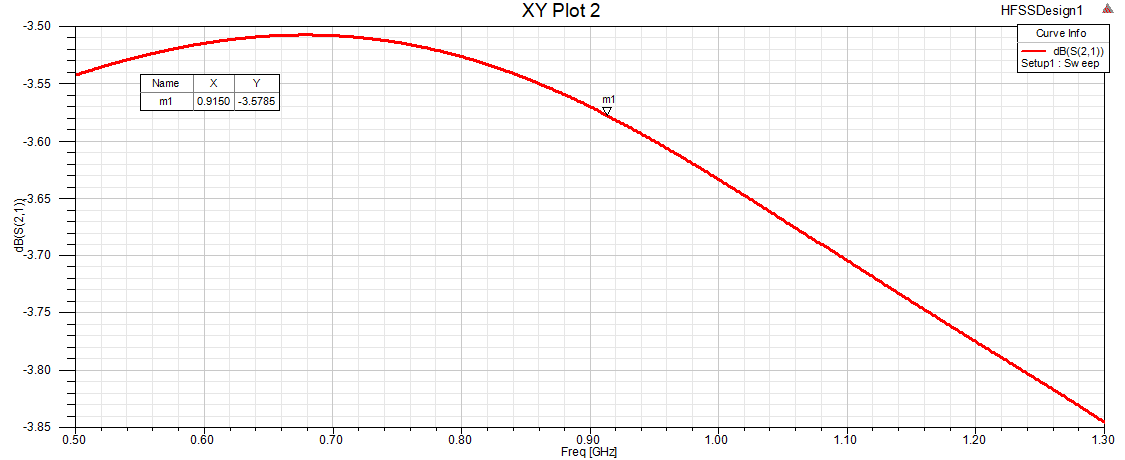 XY Plot 2
HFSSDesign1
Curve Info
dB(S(2,1))
Setup1 : Sweep
Name X Y
m1 0.9150 -3.5785
m1
-3.50
-3.55
-3.60
-3.65
-3.70
-3.75
-3.80
-3.85
dB(S(2,1))
0.50 0.60 0.70 0.80 0.90 1.00 1.10 1.20 1.30
Freq [GHz]